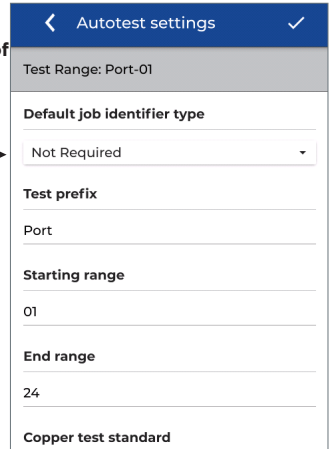 Autotest settings
of
Test Range: Port-01
Default job identifier type
Not Required
Test prefix
Port
Starting range
01
End range
24
Copper test standard